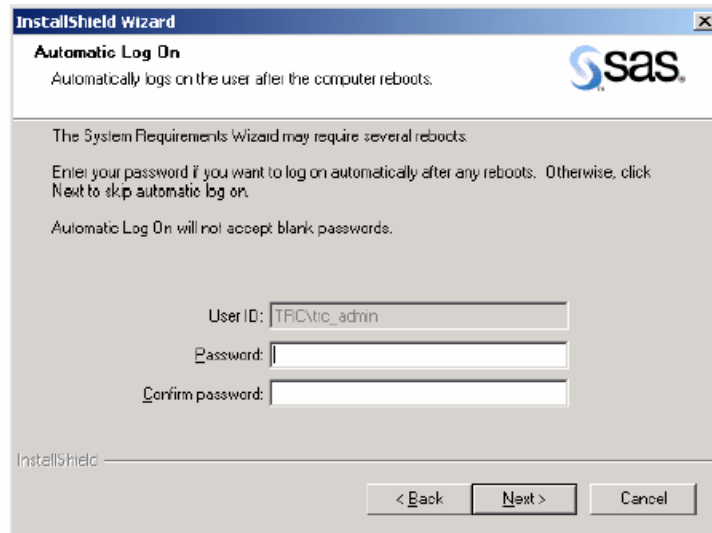 InstallShield Wizard
Automatic Log On
Automatically logs on the user after the computer reboots.
sas.
The System Requirements Wizard may require several reboots.
Enter your password if you want to log on automatically after any reboots. Otherwise, click
Next to skip automatic log on.
Automatic Log On will not accept blank passwords.
User ID: TRC\trc_admin
Password:
Confirm password:
InstallShield
< Back
Next >
Cancel